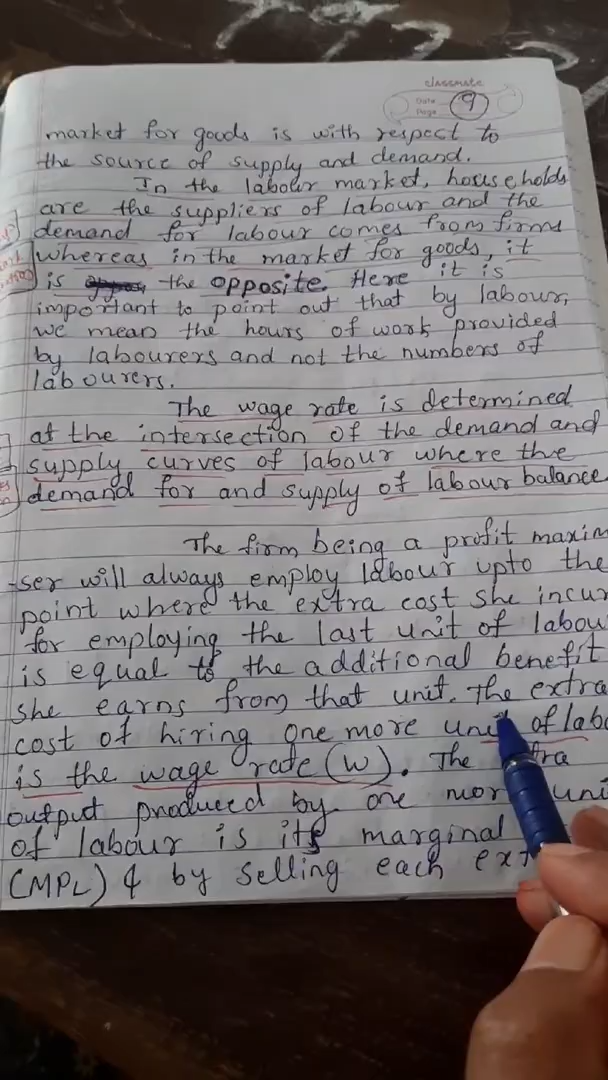 classmate
Date
Page 9
market for goods is with respect to
the source of supply and demand.
In the labour market, households
are the suppliers of labour and the
demand for labour comes from firms
whereas in the market for goods, it
is the opposite. Here it is
important to point out that by labour,
we mean the hours of work provided
by labourers and not the numbers of
labourers.
The wage rate is determined
at the intersection of the demand and
supply curves of labour where the
demand for and supply of labour balance
The firm being a profit maxim
-ser will always employ labour upto the
point where the extra cost she incur
for employing the last unit of labou
is equal to the additional benefit
she earns from that unit. The extra
cost of hiring one more unit of lab
is the wage rate (w). The tra
output produced by one mor uni
of labour is its marginal
(MPL) & by selling each ex